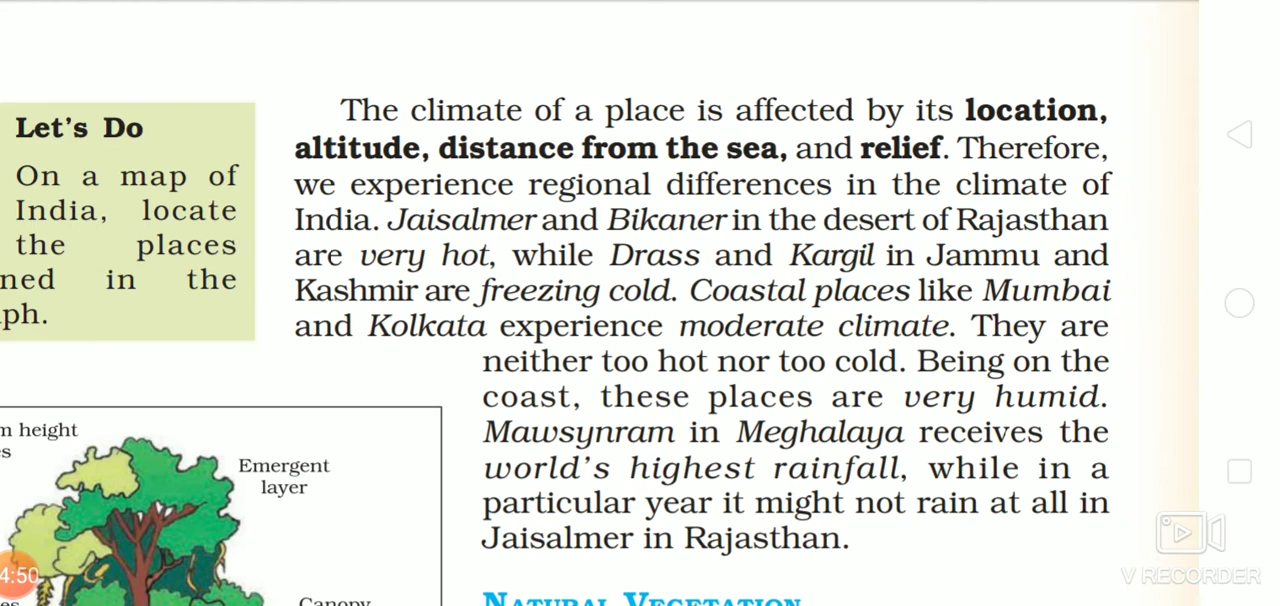 Let's Do
On a map of
India, locate
the places
ned in the
ph.
The climate of a place is affected by its location,
altitude, distance from the sea, and relief. Therefore,
we experience regional differences in the climate of
India. Jaisalmer and Bikaner in the desert of Rajasthan
are very hot, while Drass and Kargil in Jammu and
Kashmir are freezing cold. Coastal places like Mumbai
and Kolkata experience moderate climate. They are
neither too hot nor too cold. Being on the
coast, these places are very humid.
Mawsynram in Meghalaya receives the
world's highest rainfall, while in a
particular year it might not rain at all in
Jaisalmer in Rajasthan.
m height
s
Emergent
layer
Canopy
es
NATURAL VEGETATION
4:50
V RECORDER